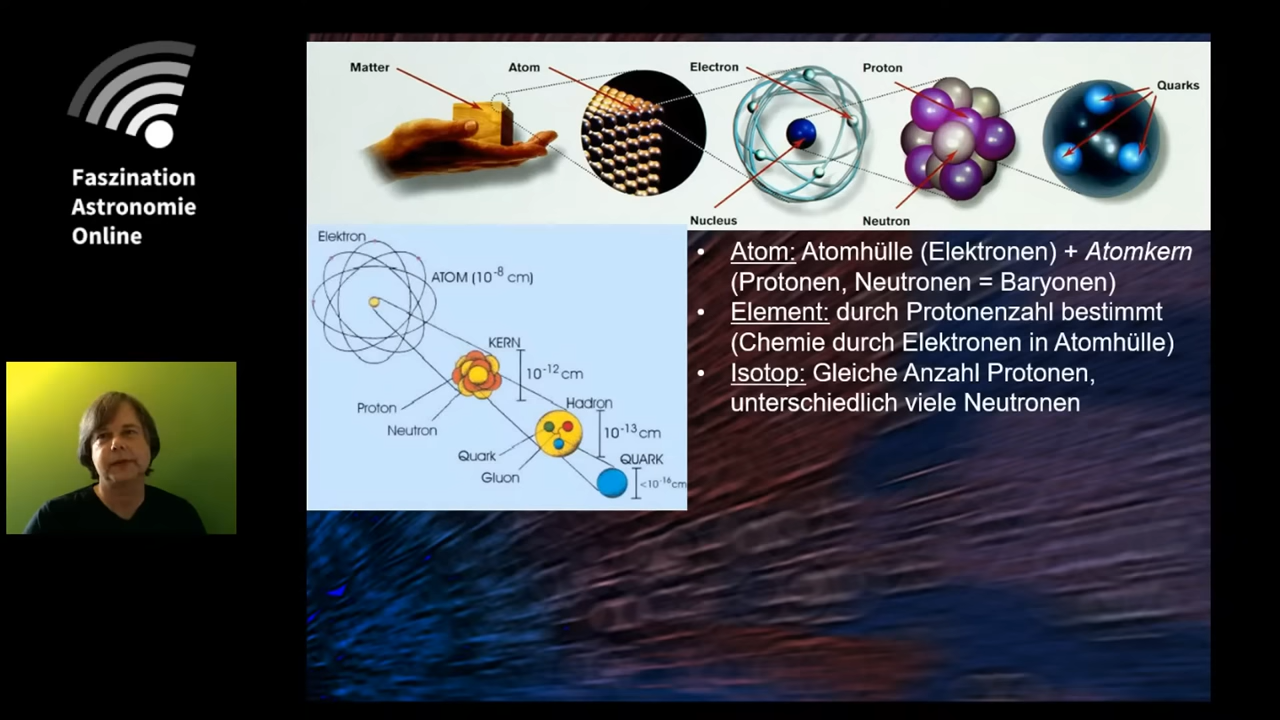 Faszination
Astronomie
Online
Matter
Atom
Electron
Proton
Quarks
Nucleus
Neutron
Elektron
ATOM (10⁻⁸ cm)
KERN
10⁻¹² cm
Proton
Neutron
Hadron
10⁻¹³ cm
Quark
Gluon
QUARK
<10⁻¹⁶cm
• Atom: Atomhülle (Elektronen) + Atomkern
(Protonen, Neutronen = Baryonen)
• Element: durch Protonenzahl bestimmt
(Chemie durch Elektronen in Atomhülle)
• Isotop: Gleiche Anzahl Protonen,
unterschiedlich viele Neutronen